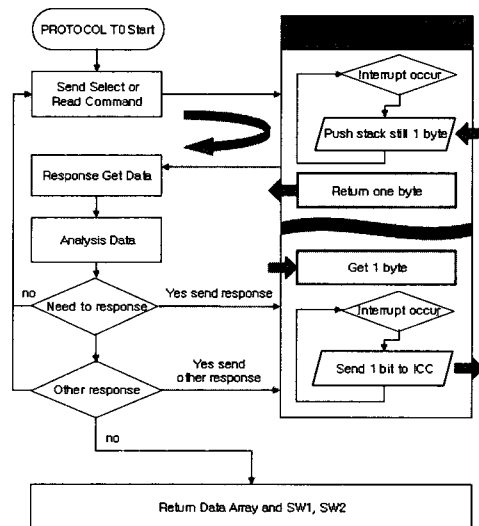 PROTOCOL T0 Start
Send Select or
Read Command
Response Get Data
Analysis Data
no
Need to response
Yes send response
Other response
Yes send
other response
no
Return Data Array and SW1, SW2
Interrupt occur
Push stack still 1 byte
Return one byte
Get 1 byte
Interrupt occur
Send 1 bit to ICC